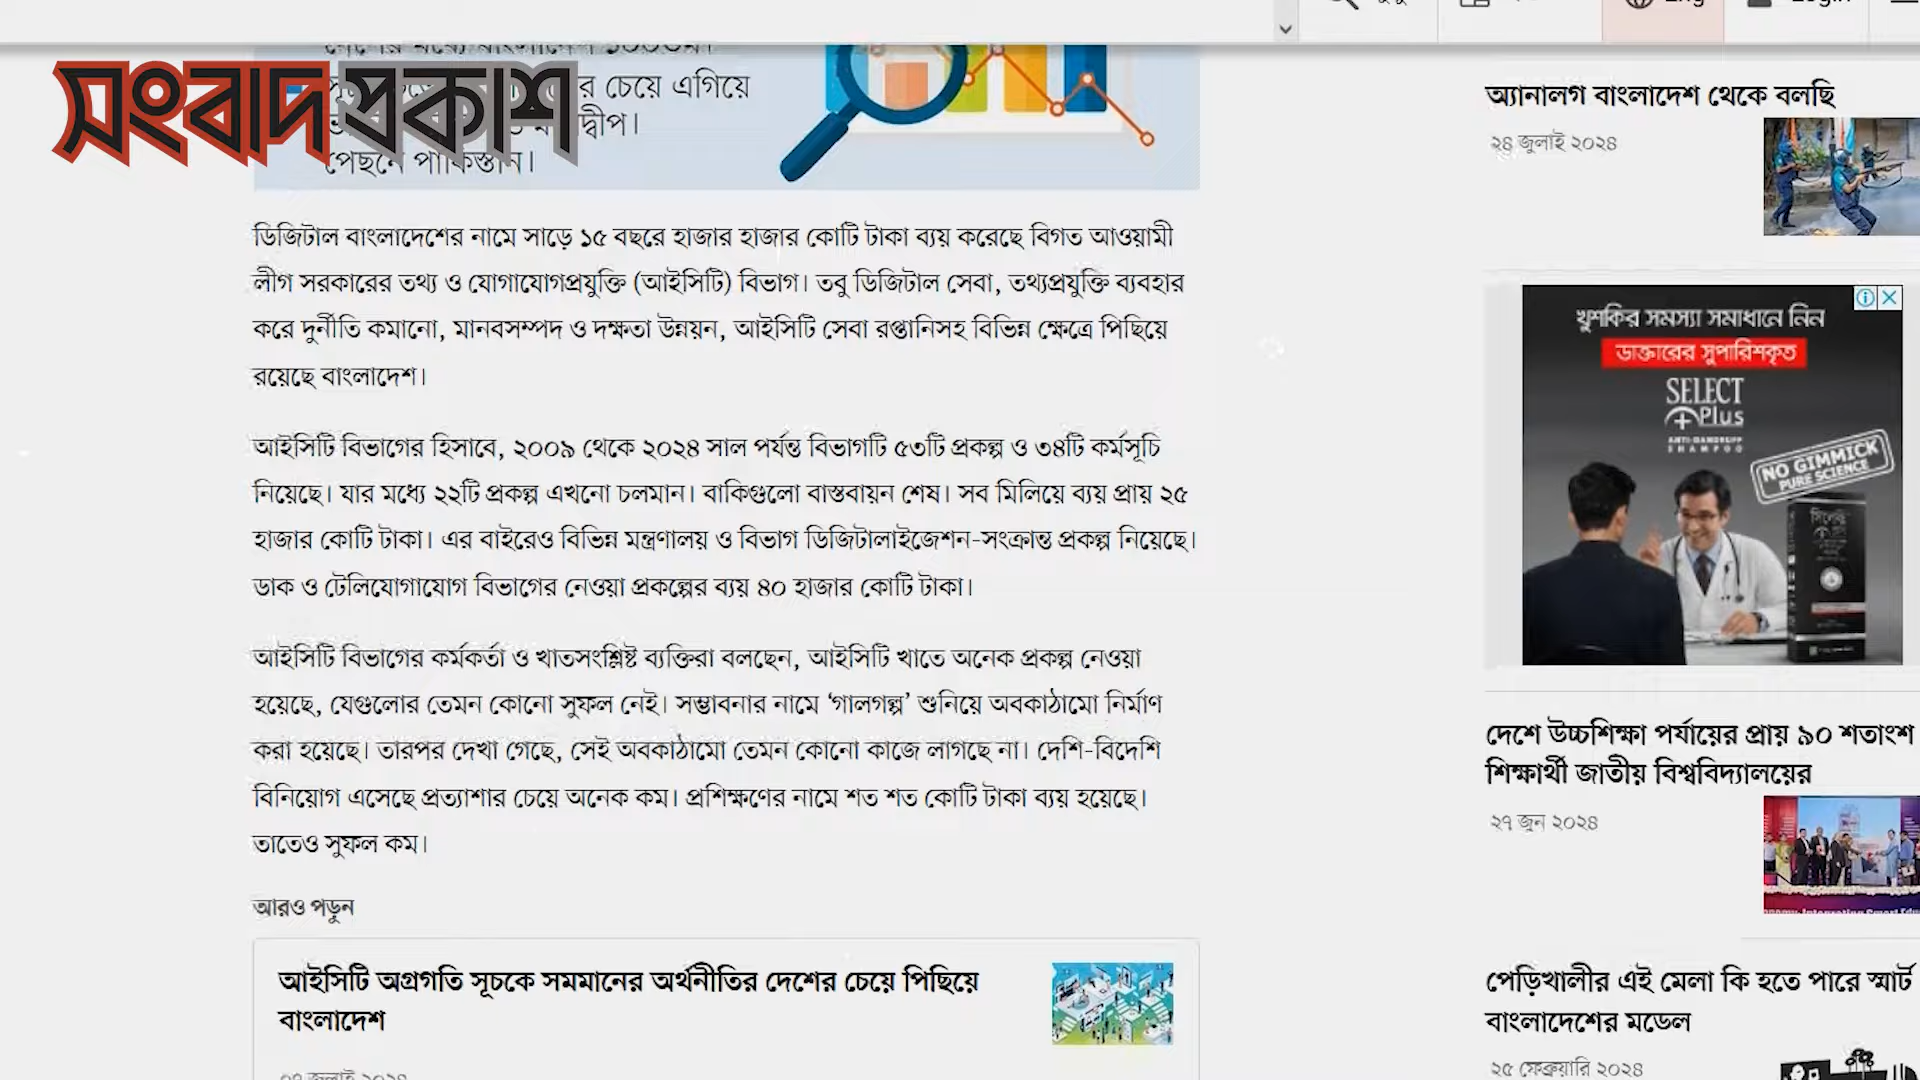 Login
সংবাদ প্রকাশ
র চেয়ে এগিয়ে
পেছনে পাকিস্তান।
ডিজিটাল বাংলাদেশের নামে সাড়ে ১৫ বছরে হাজার হাজার কোটি টাকা ব্যয় করেছে বিগত আওয়ামী
লীগ সরকারের তথ্য ও যোগাযোগপ্রযুক্তি (আইসিটি) বিভাগ। তবু ডিজিটাল সেবা, তথ্যপ্রযুক্তি ব্যবহার
করে দুর্নীতি কমানো, মানবসম্পদ ও দক্ষতা উন্নয়ন, আইসিটি সেবা রপ্তানিসহ বিভিন্ন ক্ষেত্রে পিছিয়ে
রয়েছে বাংলাদেশ।
আইসিটি বিভাগের হিসাবে, ২০০৯ থেকে ২০২৪ সাল পর্যন্ত বিভাগটি ৫৩টি প্রকল্প ও ৩৪টি কর্মসূচি
নিয়েছে। যার মধ্যে ২২টি প্রকল্প এখনো চলমান। বাকিগুলো বাস্তবায়ন শেষ। সব মিলিয়ে ব্যয় প্রায় ২৫
হাজার কোটি টাকা। এর বাইরেও বিভিন্ন মন্ত্রণালয় ও বিভাগ ডিজিটালাইজেশন-সংক্রান্ত প্রকল্প নিয়েছে।
ডাক ও টেলিযোগাযোগ বিভাগের নেওয়া প্রকল্পের ব্যয় ৪০ হাজার কোটি টাকা।
আইসিটি বিভাগের কর্মকর্তা ও খাতসংশ্লিষ্ট ব্যক্তিরা বলছেন, আইসিটি খাতে অনেক প্রকল্প নেওয়া
হয়েছে, যেগুলোর তেমন কোনো সুফল নেই। সম্ভাবনার নামে ‘গালগল্প’ শুনিয়ে অবকাঠামো নির্মাণ
করা হয়েছে। তারপর দেখা গেছে, সেই অবকাঠামো তেমন কোনো কাজে লাগছে না। দেশি-বিদেশি
বিনিয়োগ এসেছে প্রত্যাশার চেয়ে অনেক কম। প্রশিক্ষণের নামে শত শত কোটি টাকা ব্যয় হয়েছে।
তাতেও সুফল কম।
আরও পড়ুন
আইসিটি অগ্রগতি সূচকে সমমানের অর্থনীতির দেশের চেয়ে পিছিয়ে
বাংলাদেশ
অ্যানালগ বাংলাদেশ থেকে বলছি
২৪ জুলাই ২০২৪
খুশকির সমস্যা সমাধানে নিন
ডাক্তারের সুপারিশকৃত
SELECT
Plus
ANTI-DANDRUFF
SHAMPOO
NO GIMMICK
PURE SCIENCE
দেশে উচ্চশিক্ষা পর্যায়ের প্রায় ৯০ শতাংশ
শিক্ষার্থী জাতীয় বিশ্ববিদ্যালয়ের
২৭ জুন ২০২৪
পেড়িখালীর এই মেলা কি হতে পারে স্মার্ট
বাংলাদেশের মডেল
২৫ ফেব্রুয়ারি ২০২৪